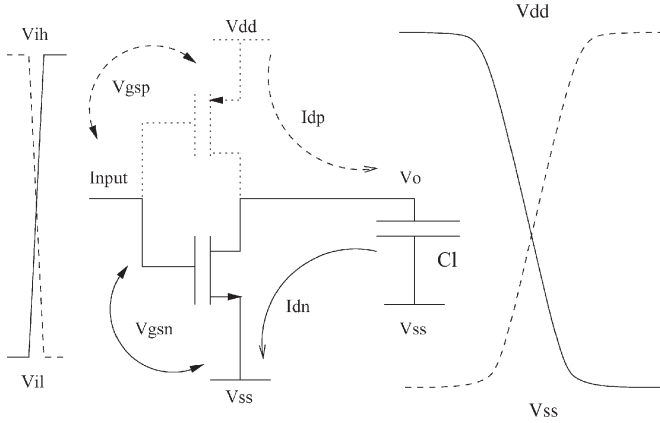 Vih
Vdd
Vdd
Vgsp
Idp
Input
Vo
Cl
Idn
Vgsn
Vss
Vil
Vss
Vss